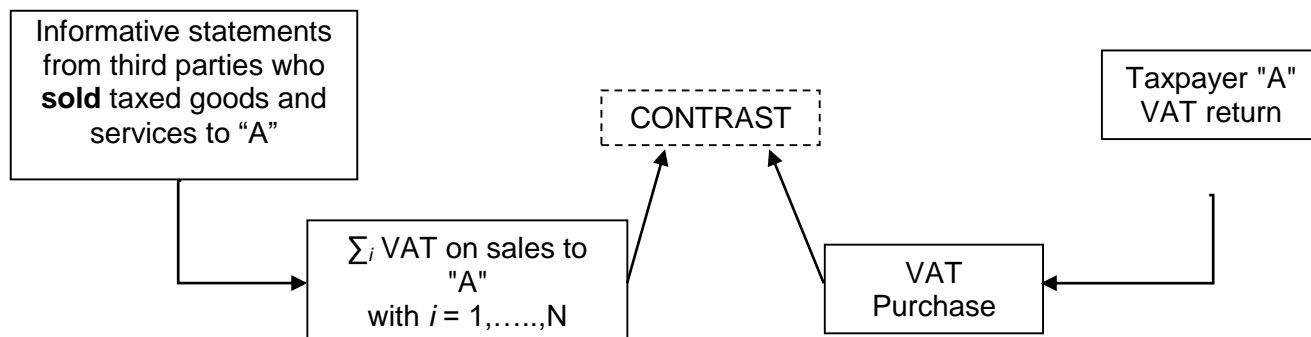 Informative statements
from third parties who
sold taxed goods and
services to “A”
CONTRAST
Taxpayer "A"
VAT return
∑i VAT on sales to
"A"
with i = 1,…..,N
VAT
Purchase